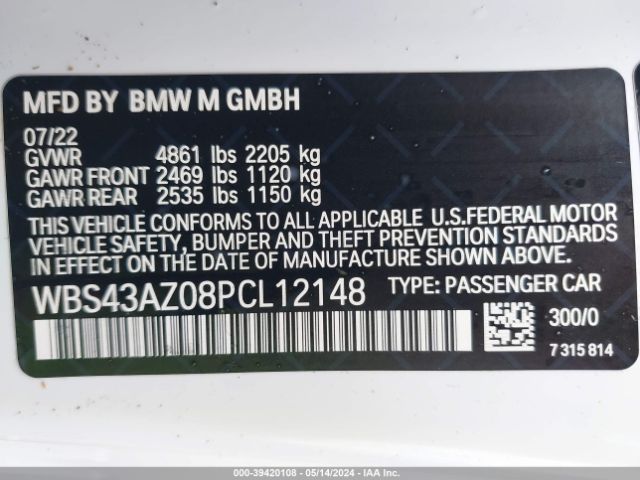 MFD BY BMW M GMBH
07/22
GVWR 4861 lbs 2205 kg
GAWR FRONT 2469 lbs 1120 kg
GAWR REAR 2535 lbs 1150 kg
THIS VEHICLE CONFORMS TO ALL APPLICABLE U.S.FEDERAL MOTOR
VEHICLE SAFETY, BUMPER AND THEFT PREVENTION STANDARDS
IN EFFECT ON THE DATE OF MANUFACTURE SHOWN ABOVE.
WBS43AZ08PCL12148 TYPE: PASSENGER CAR
300/0
7 315 814
000-39420108 - 05/14/2024 - IAAI.COM